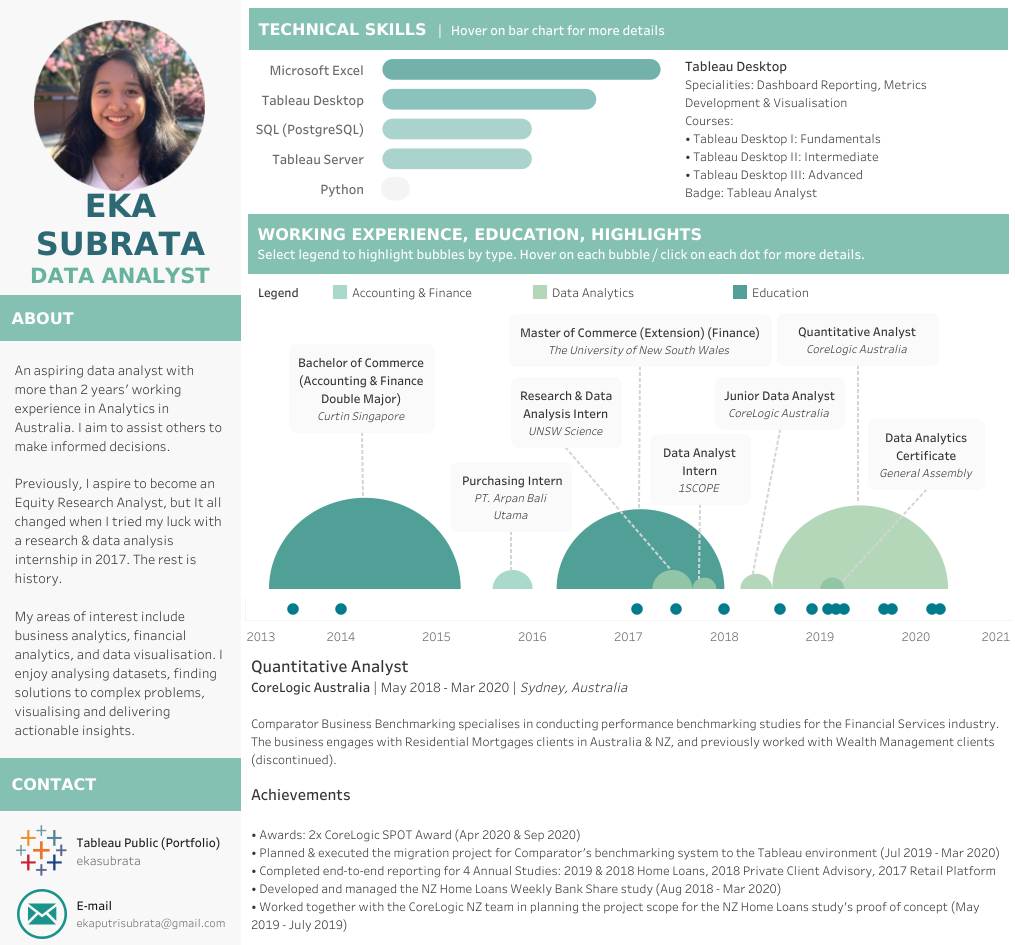 EKA
SUBRATA
DATA ANALYST
ABOUT
An aspiring data analyst with
more than 2 years’ working
experience in Analytics in
Australia. I aim to assist others to
make informed decisions.
Previously, I aspire to become an
Equity Research Analyst, but It all
changed when I tried my luck with
a research & data analysis
internship in 2017. The rest is
history.
My areas of interest include
business analytics, financial
analytics, and data visualisation. I
enjoy analysing datasets, finding
solutions to complex problems,
visualising and delivering
actionable insights.
CONTACT
Tableau Public (Portfolio)
ekasubrata
E-mail
ekaputrisubrata@gmail.com
TECHNICAL SKILLS | Hover on bar chart for more details
Microsoft Excel
Tableau Desktop
SQL (PostgreSQL)
Tableau Server
Python
Tableau Desktop
Specialities: Dashboard Reporting, Metrics
Development & Visualisation
Courses:
• Tableau Desktop I: Fundamentals
• Tableau Desktop II: Intermediate
• Tableau Desktop III: Advanced
Badge: Tableau Analyst
WORKING EXPERIENCE, EDUCATION, HIGHLIGHTS
Select legend to highlight bubbles by type. Hover on each bubble / click on each dot for more details.
Legend Accounting & Finance Data Analytics Education
Bachelor of Commerce
(Accounting & Finance
Double Major)
Curtin Singapore
Purchasing Intern
PT. Arpan Bali
Utama
Master of Commerce (Extension) (Finance)
The University of New South Wales
Research & Data
Analysis Intern
UNSW Science
Data Analyst
Intern
1SCOPE
Junior Data Analyst
CoreLogic Australia
Quantitative Analyst
CoreLogic Australia
Data Analytics
Certificate
General Assembly
2013 2014 2015 2016 2017 2018 2019 2020 2021
Quantitative Analyst
CoreLogic Australia | May 2018 - Mar 2020 | Sydney, Australia
Comparator Business Benchmarking specialises in conducting performance benchmarking studies for the Financial Services industry.
The business engages with Residential Mortgages clients in Australia & NZ, and previously worked with Wealth Management clients
(discontinued).
Achievements
• Awards: 2x CoreLogic SPOT Award (Apr 2020 & Sep 2020)
• Planned & executed the migration project for Comparator’s benchmarking system to the Tableau environment (Jul 2019 - Mar 2020)
• Completed end-to-end reporting for 4 Annual Studies: 2019 & 2018 Home Loans, 2018 Private Client Advisory, 2017 Retail Platform
• Developed and managed the NZ Home Loans Weekly Bank Share study (Aug 2018 - Mar 2020)
• Worked together with the CoreLogic NZ team in planning the project scope for the NZ Home Loans study’s proof of concept (May
2019 - July 2019)